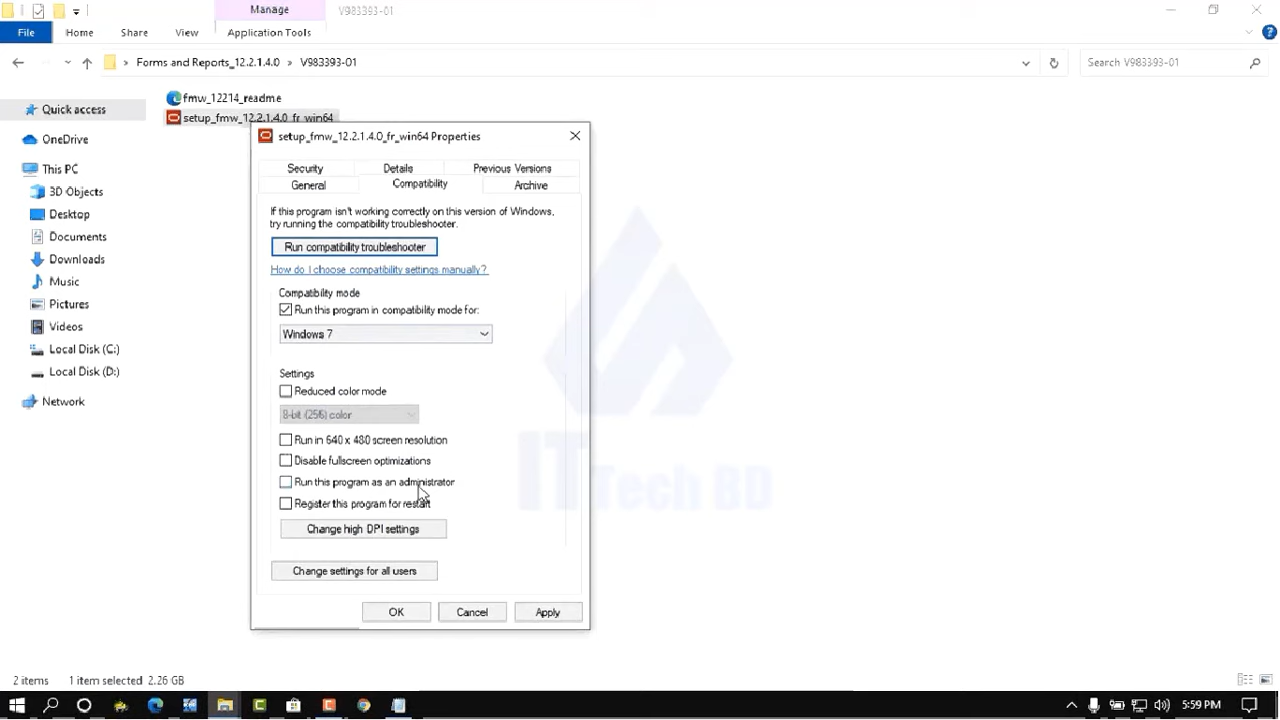 Manage
V983393-01
File
Home
Share
View
Application Tools
Forms and Reports_12.2.1.4.0 > V983393-01
Search V983393-01
Quick access
OneDrive
This PC
3D Objects
Desktop
Documents
Downloads
Music
Pictures
Videos
Local Disk (C:)
Local Disk (D:)
Network
fmw_12214_readme
setup_fmw_12.2.1.4.0_fr_win64
setup_fmw_12.2.1.4.0_fr_win64 Properties
Security
Details
Previous Versions
General
Compatibility
Archive
If this program isn't working correctly on this version of Windows,
try running the compatibility troubleshooter.
Run compatibility troubleshooter
How do I choose compatibility settings manually?
Compatibility mode
Run this program in compatibility mode for:
Windows 7
Settings
Reduced color mode
8-bit (256) color
Run in 640 x 480 screen resolution
Disable fullscreen optimizations
Run this program as an administrator
Register this program for restart
Change high DPI settings
Change settings for all users
OK
Cancel
Apply
IT Tech BD
2 items
1 item selected 2.26 GB
5:59 PM